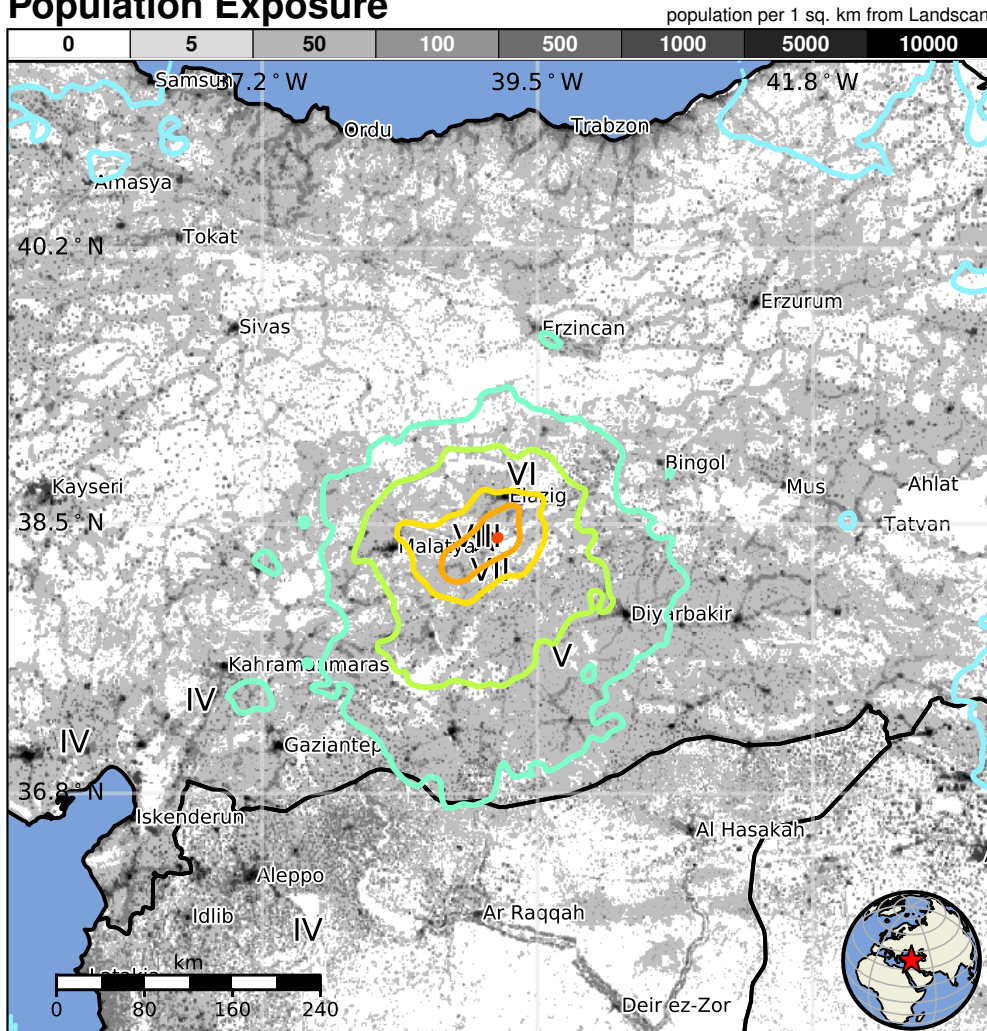 Population Exposure
population per 1 sq. km from Landscan
0 5 50 100 500 1000 5000 10000
Samsun 37.2°W 39.5°W 41.8°W
Ordu Trabzon
Amasya
40.2°N Tokat
Erzurum
Sivas Erzincan
Bingol
VI
Kayseri Elazig Mus Ahlat
38.5°N Tatvan
VIII
Malatya
VII
Diyarbakir
V
Kahramanmaras
IV
IV Gaziantep
36.8°N
Iskenderun Al Hasakah
Aleppo
Idlib Ar Raqqah
IV
km Latakia
0 80 160 240
Deir ez-Zor